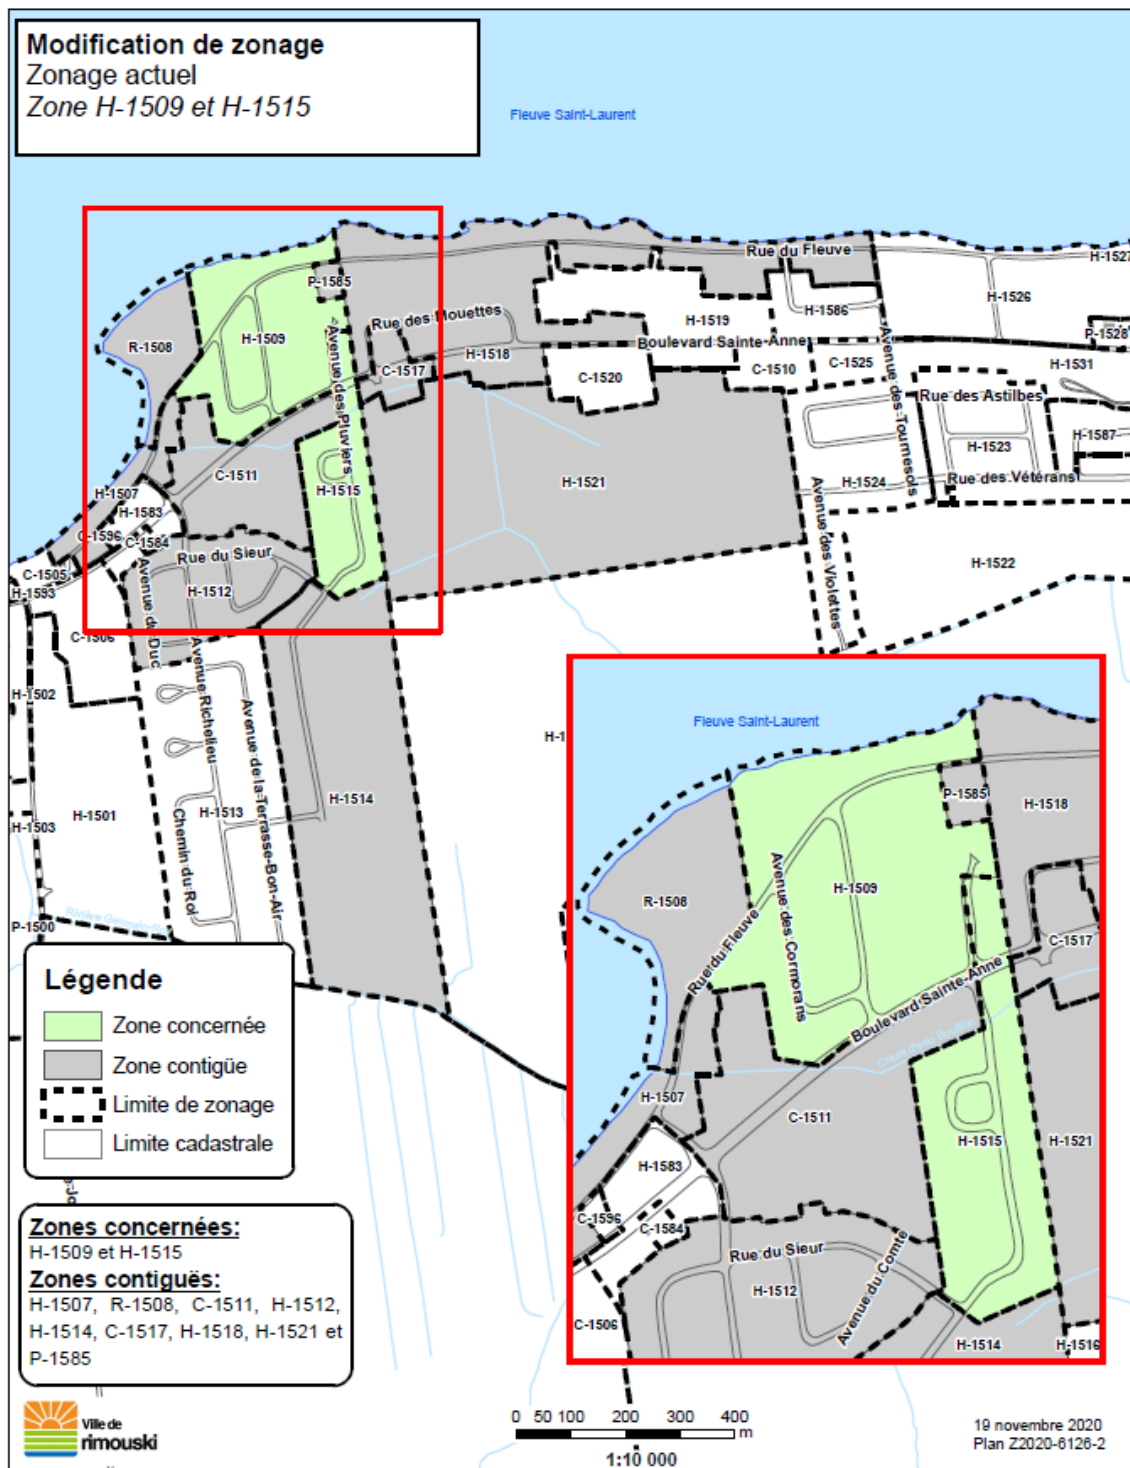 Modification de zonage
Zonage actuel
Zone H-1509 et H-1515
Fleuve Saint-Laurent
Rue du Fleuve
H-1527
P-1585
H-1526
Rue des Mouettes
H-1586
H-1519
P-1528
R-1508
H-1509
Boulevard Sainte-Anne
H-1518
C-1517
C-1520
C-1510
C-1525
H-1531
Avenue des Pluviers
Avenue des Tournesols
Rue des Astilbes
H-1587
H-1523
C-1511
H-1521
H-1524
Rue des Vétérans
H-1507
H-1515
H-1583
C-1596
C-1584
Rue du Sieur
Avenue des Violettes
H-1522
C-1505
H-1593
H-1512
Avenue du Duc
C-1506
Avenue Richelieu
H-1502
Avenue de la Terrasse-Bon-Air
H-1
H-1514
H-1501
H-1513
H-1503
Chemin du Roi
P-1500
Fleuve Saint-Laurent
P-1585
H-1518
Avenue des Cormorans
H-1509
R-1508
Rue du Fleuve
C-1517
Boulevard Sainte-Anne
H-1507
C-1511
H-1515
H-1521
H-1583
C-1596
C-1584
Rue du Sieur
Avenue du Comte
H-1512
C-1506
H-1514
H-1516
Légende
Zone concernée
Zone contigüe
Limite de zonage
Limite cadastrale
Zones concernées:
H-1509 et H-1515
Zones contiguës:
H-1507, R-1508, C-1511, H-1512,
H-1514, C-1517, H-1518, H-1521 et
P-1585
Ville de
rimouski
0 50 100 200 300 400
m
1:10 000
19 novembre 2020
Plan Z2020-6126-2